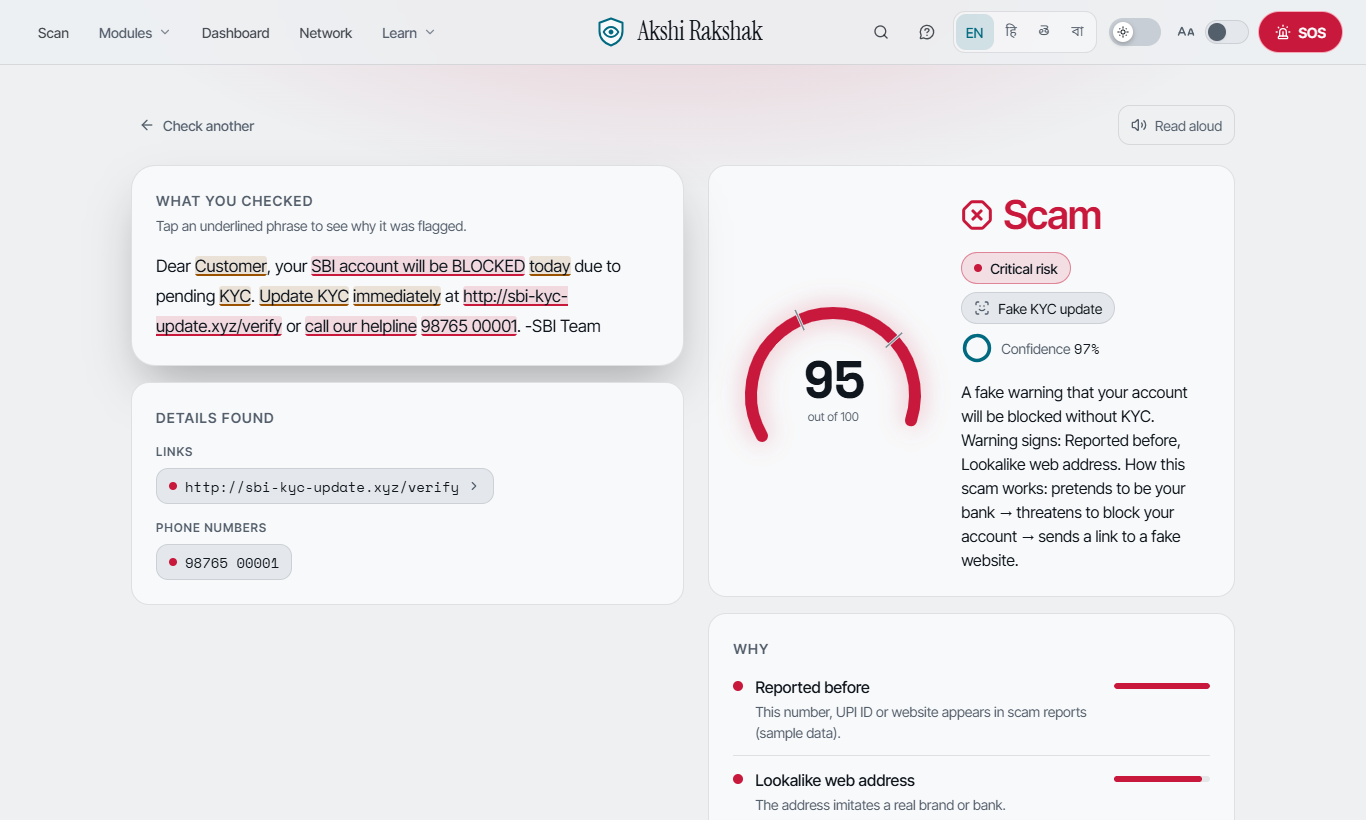 Scan
Modules
Dashboard
Network
Learn
Akshi Rakshak
EN
हि
తె
বা
AA
SOS
Check another
Read aloud
WHAT YOU CHECKED
Tap an underlined phrase to see why it was flagged.
Dear Customer, your SBI account will be BLOCKED today due to
pending KYC. Update KYC immediately at http://sbi-kyc-
update.xyz/verify or call our helpline 98765 00001. -SBI Team
DETAILS FOUND
LINKS
http://sbi-kyc-update.xyz/verify
PHONE NUMBERS
98765 00001
95
out of 100
Scam
Critical risk
Fake KYC update
Confidence 97%
A fake warning that your account
will be blocked without KYC.
Warning signs: Reported before,
Lookalike web address. How this
scam works: pretends to be your
bank → threatens to block your
account → sends a link to a fake
website.
WHY
Reported before
This number, UPI ID or website appears in scam reports
(sample data).
Lookalike web address
The address imitates a real brand or bank.